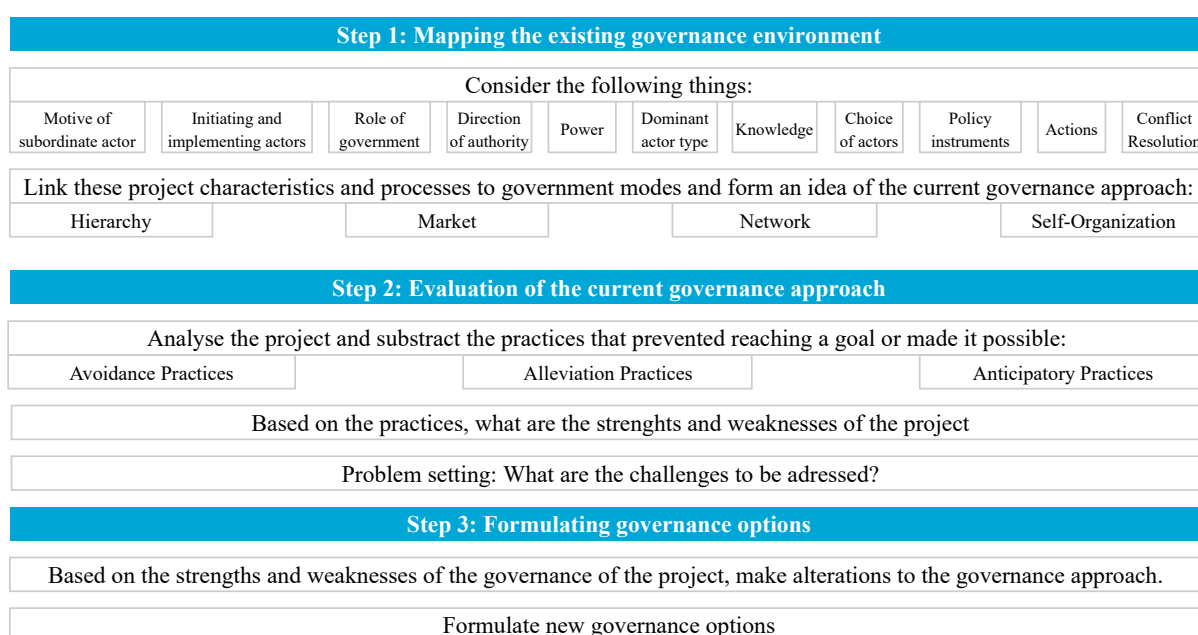 Step 1: Mapping the existing governance environment
Consider the following things:
Motive of
subordinate actor
Initiating and
implementing actors
Role of
government
Direction
of authority
Power
Dominant
actor type
Knowledge
Choice
of actors
Policy
instruments
Actions
Conflict
Resolution
Link these project characteristics and processes to government modes and form an idea of the current governance approach:
Hierarchy
Market
Network
Self-Organization
Step 2: Evaluation of the current governance approach
Analyse the project and substract the practices that prevented reaching a goal or made it possible:
Avoidance Practices
Alleviation Practices
Anticipatory Practices
Based on the practices, what are the strenghts and weaknesses of the project
Problem setting: What are the challenges to be adressed?
Step 3: Formulating governance options
Based on the strengths and weaknesses of the governance of the project, make alterations to the governance approach.
Formulate new governance options